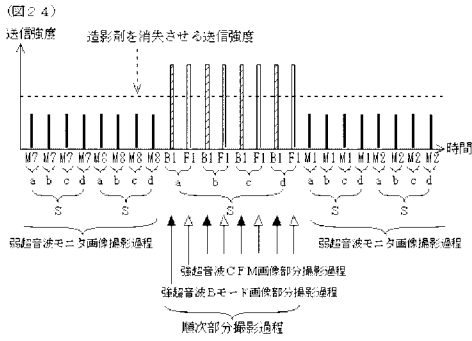 (図24)
送信強度
造影剤を消失させる送信強度
時間
M7 M7 M7 M7 M8 M8 M8 M8 B1 F1 B1 F1 B1 F1 B1 F1 M1 M1 M1 M1 M2 M2 M2 M2
a b c d a b c d a b c d a b c d a b c d
S S S S S
弱超音波モニタ画像撮影過程 弱超音波モニタ画像撮影過程
強超音波CFM画像部分撮影過程
強超音波Bモード画像部分撮影過程
順次部分撮影過程